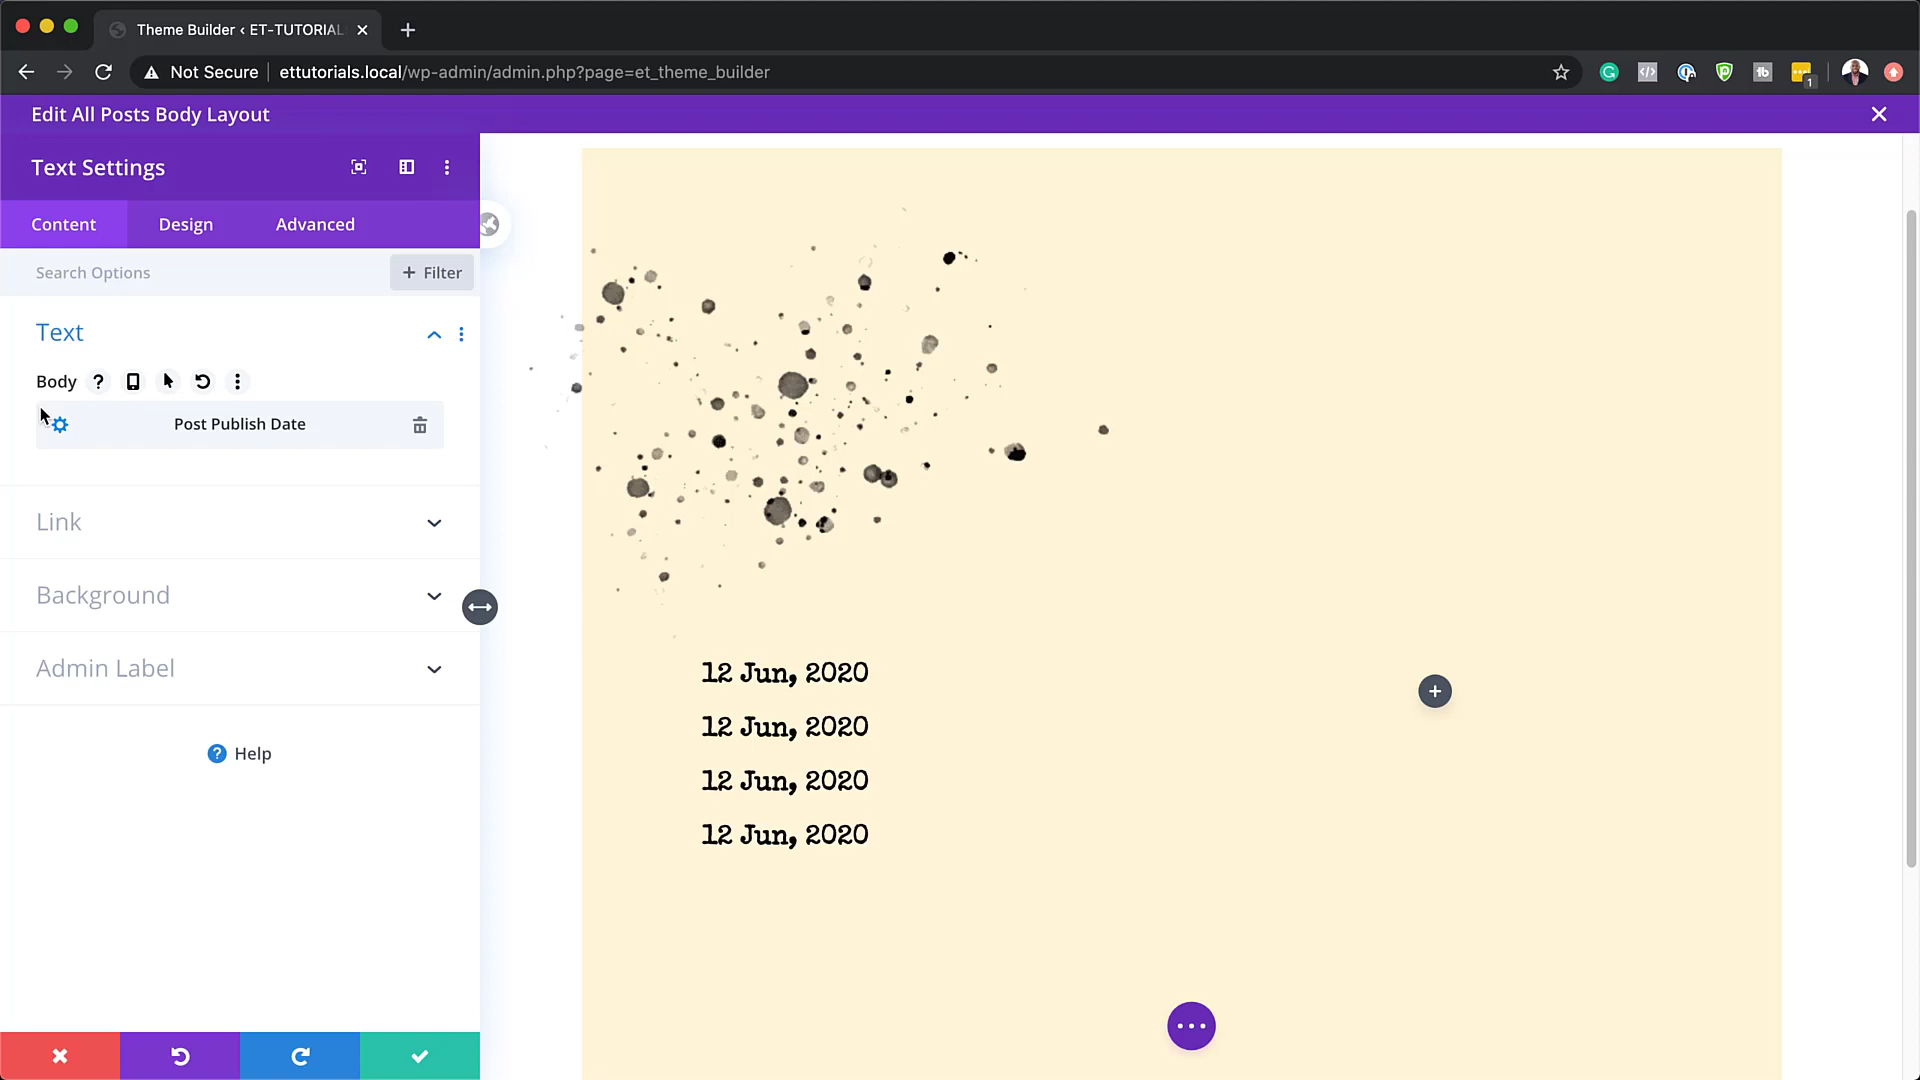 Theme Builder ‹ ET-TUTORIAL
Not Secure
ettutorials.local/wp-admin/admin.php?page=et_theme_builder
1
Edit All Posts Body Layout
Text Settings
Content
Design
Advanced
Search Options
+ Filter
Text
Body
?
Post Publish Date
Link
Background
Admin Label
? Help
12 Jun, 2020
12 Jun, 2020
12 Jun, 2020
12 Jun, 2020